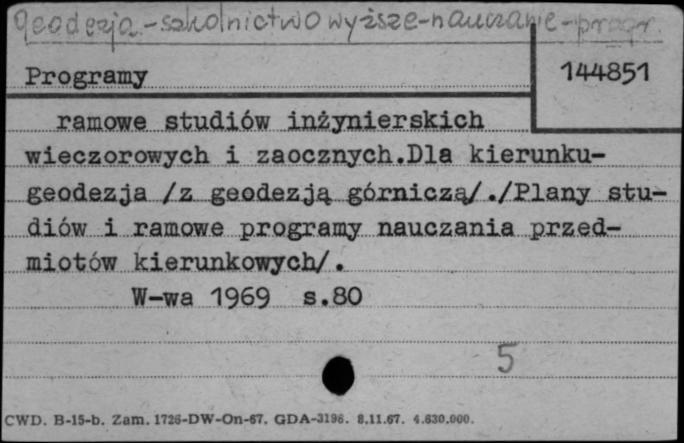 geodezja.-szkolnictwo wyższe-nauczanie-progr.
Programy
144851
ramowe studiów inżynierskich
wieczorowych i zaocznych.Dla kierunku-
geodezja /z geodezją górniczą/./Plany stu-
diów i ramowe programy nauczania przed-
miotów kierunkowych/.
W-wa 1969 s.80
5
CWD. B-15-b. Zam. 1726-DW-On-67. GDA-3196. 8.11.67. 4.630.000.